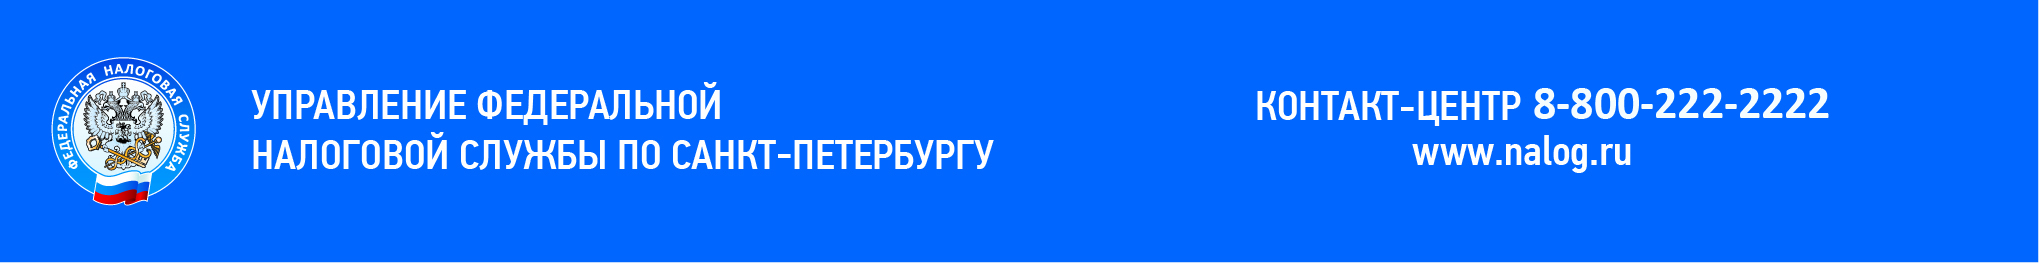 ФЕДЕРАЛЬНАЯ НАЛОГОВАЯ СЛУЖБА
УПРАВЛЕНИЕ ФЕДЕРАЛЬНОЙ
НАЛОГОВОЙ СЛУЖБЫ ПО САНКТ-ПЕТЕРБУРГУ
КОНТАКТ-ЦЕНТР 8-800-222-2222
www.nalog.ru